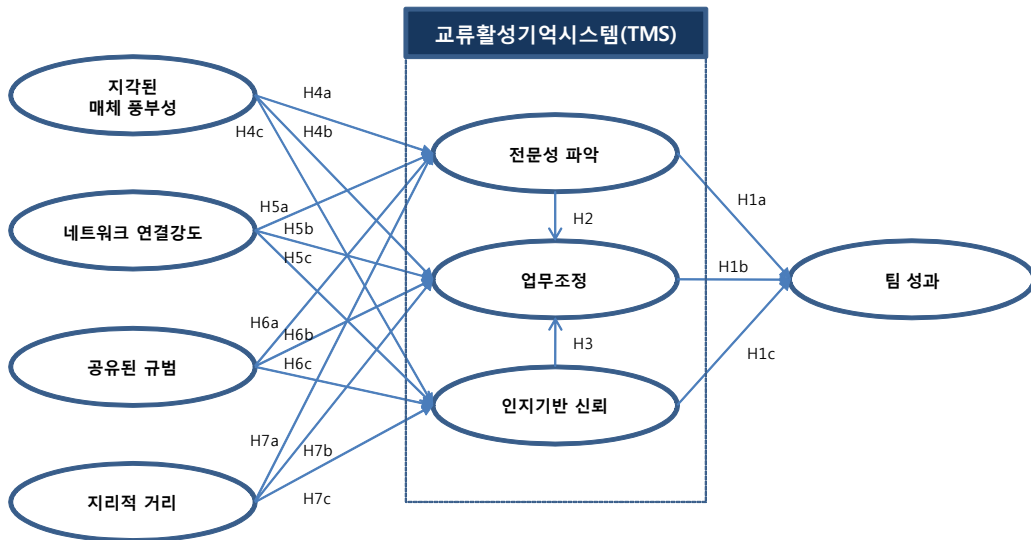 교류활성기억시스템(TMS)
지각된
매체 풍부성
H4a
H4b
H4c
전문성 파악
네트워크 연결강도
H5a
H5b
H5c
H2
H1a
업무조정
H1b
팀 성과
공유된 규범
H6a
H6b
H6c
H3
인지기반 신뢰
H1c
지리적 거리
H7a
H7b
H7c